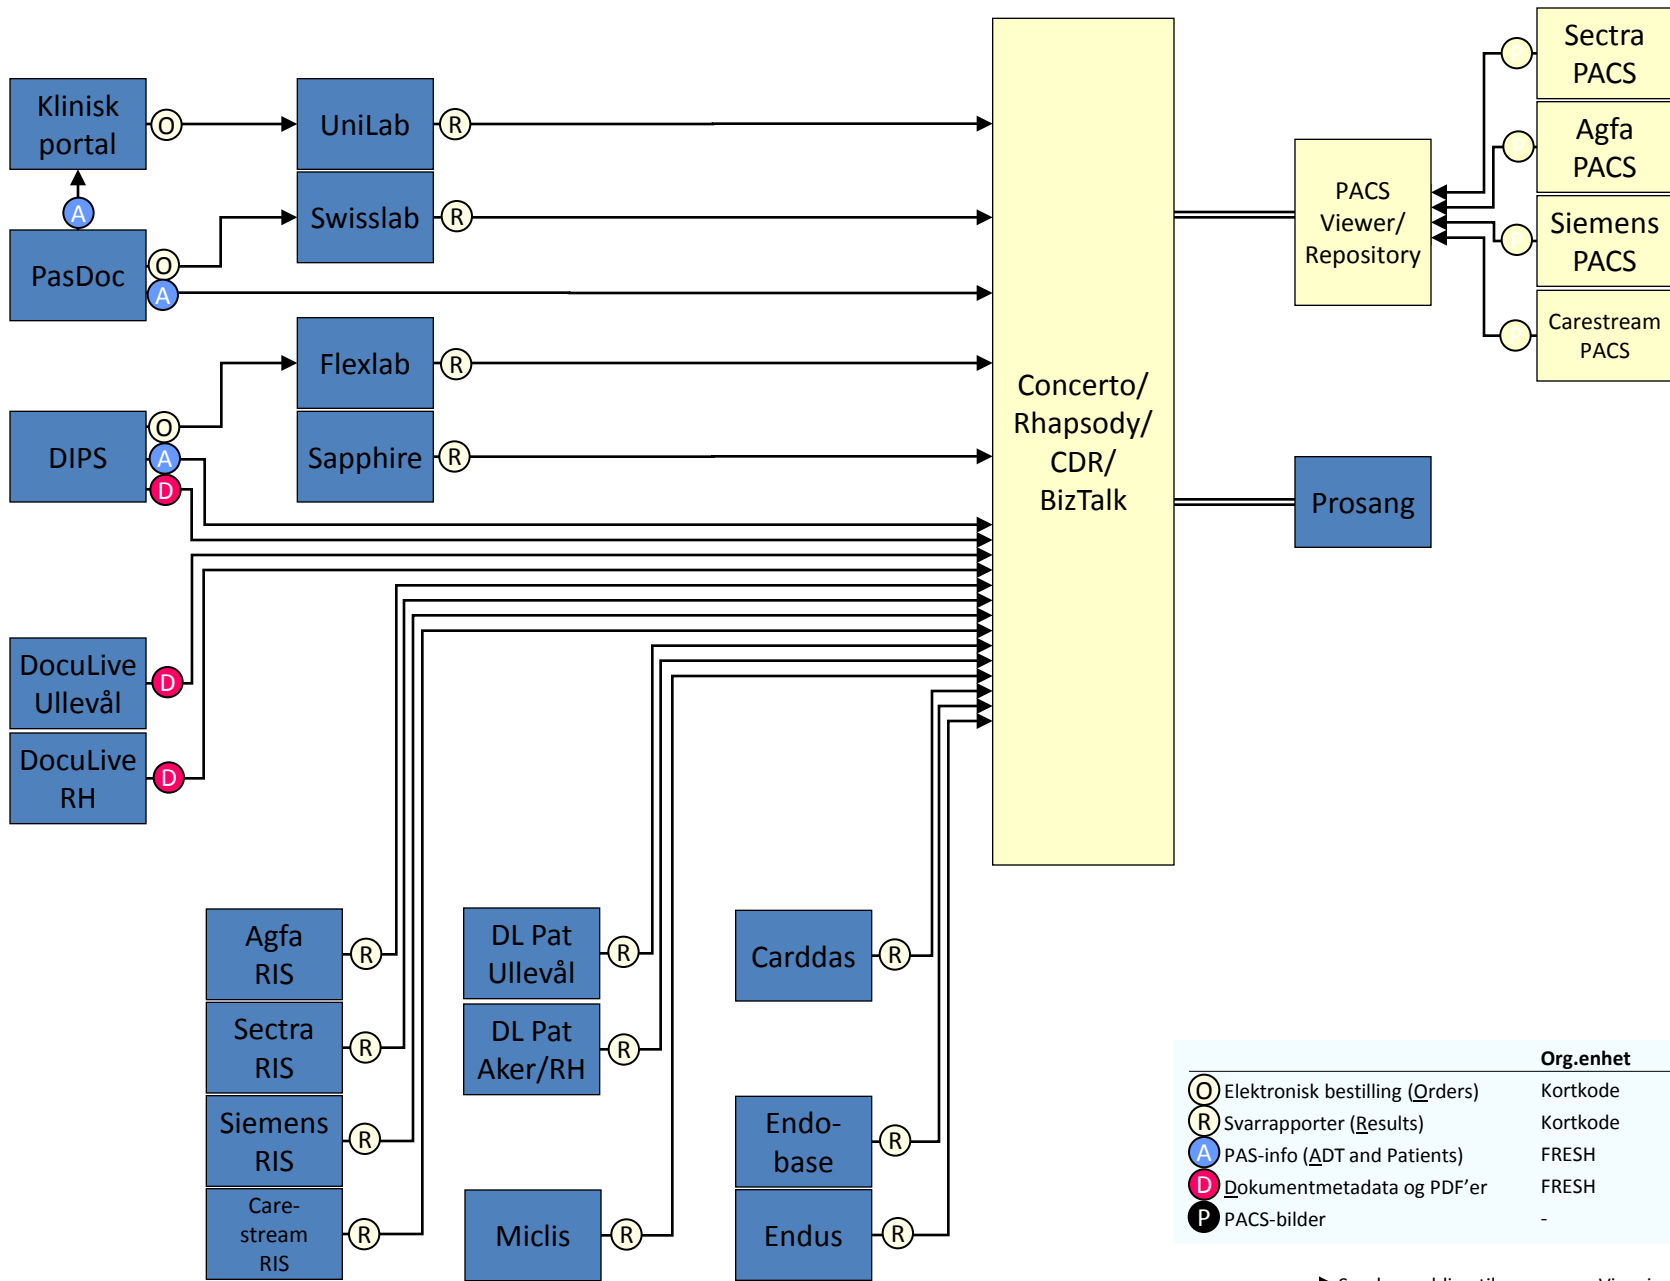 Klinisk
portal
O
UniLab
R
A
PasDoc
O
A
Swisslab
R
Flexlab
R
DIPS
O
A
D
Sapphire
R
DocuLive
Ullevål
D
DocuLive
RH
D
Concerto/
Rhapsody/
CDR/
BizTalk
PACS
Viewer/
Repository
P
Sectra
PACS
P
Agfa
PACS
P
Siemens
PACS
P
Carestream
PACS
Prosang
Agfa
RIS
R
Sectra
RIS
R
Siemens
RIS
R
Care-
stream
RIS
R
DL Pat
Ullevål
R
DL Pat
Aker/RH
R
Miclis
R
Carddas
R
Endo-
base
R
Endus
R
Org.enhet
O Elektronisk bestilling (Orders) Kortkode
R Svarrapporter (Results) Kortkode
A PAS-info (ADT and Patients) FRESH
D Dokumentmetadata og PDF'er FRESH
P PACS-bilder -